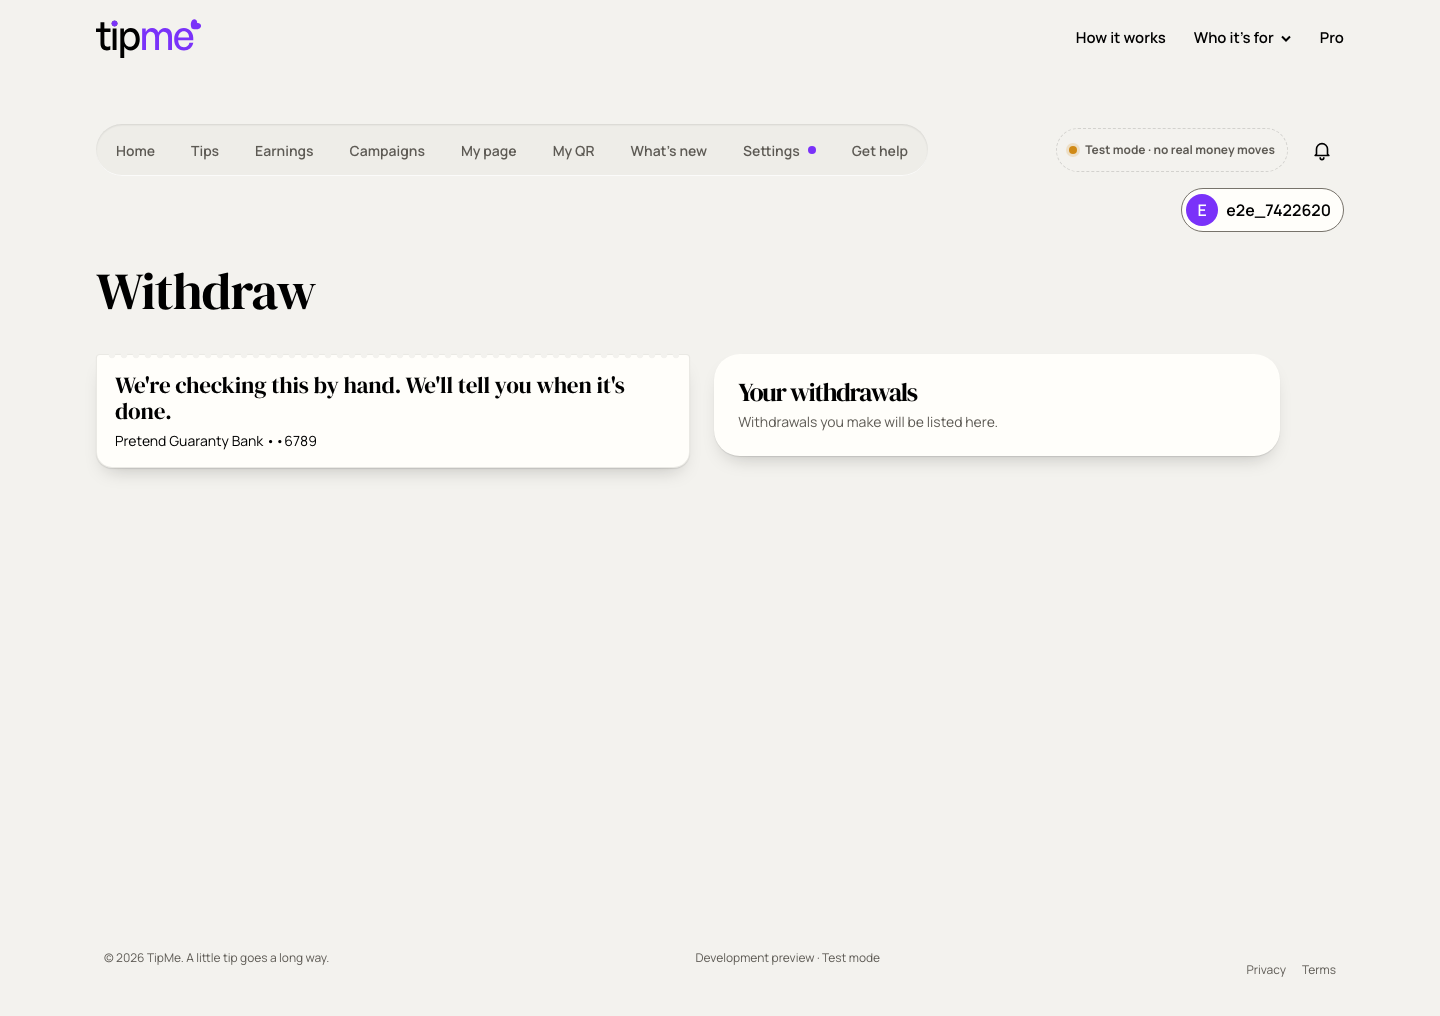 tipme
How it works
Who it's for
Pro
Home
Tips
Earnings
Campaigns
My page
My QR
What's new
Settings
Get help
Test mode · no real money moves
E
e2e_7422620
Withdraw
We're checking this by hand. We'll tell you when it's
done.
Pretend Guaranty Bank ••6789
Your withdrawals
Withdrawals you make will be listed here.
© 2026 TipMe. A little tip goes a long way.
Development preview · Test mode
Privacy
Terms